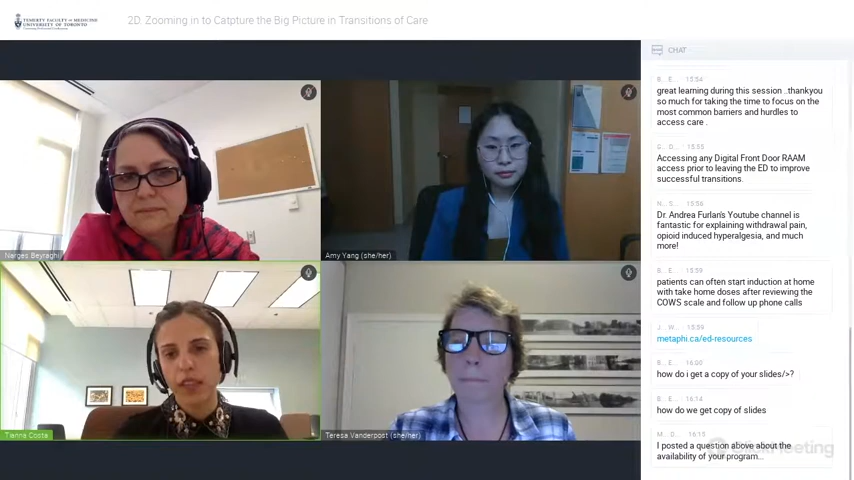 TEMERTY FACULTY OF MEDICINE
UNIVERSITY OF TORONTO
2D: Zooming in to Catpture the Big Picture in Transitions of Care
CHAT
Narges Beyraghi
Amy Yang (she/her)
Tianna Costa
Teresa Vanderpost (she/her)
B... E... 15:54
great learning during this session ..thankyou
so much for taking the time to focus on the
most common barriers and hurdles to
access care .
S... D... 15:55
Accessing any Digital Front Door RAAM
access prior to leaving the ED to improve
successful transitions.
N... S... 15:56
Dr. Andrea Furlan's Youtube channel is
fantastic for explaining withdrawal pain,
opioid induced hyperalgesia, and much
more!
B... E... 15:59
patients can often start induction at home
with take home doses after reviewing the
COWS scale and follow up phone calls
J... W... 15:59
metaphi.ca/ed-resources
B... E... 16:00
how do i get a copy of your slides/>?
B... E... 16:14
how do we get copy of slides
M... D... 16:15
I posted a question above about the
availability of your program...